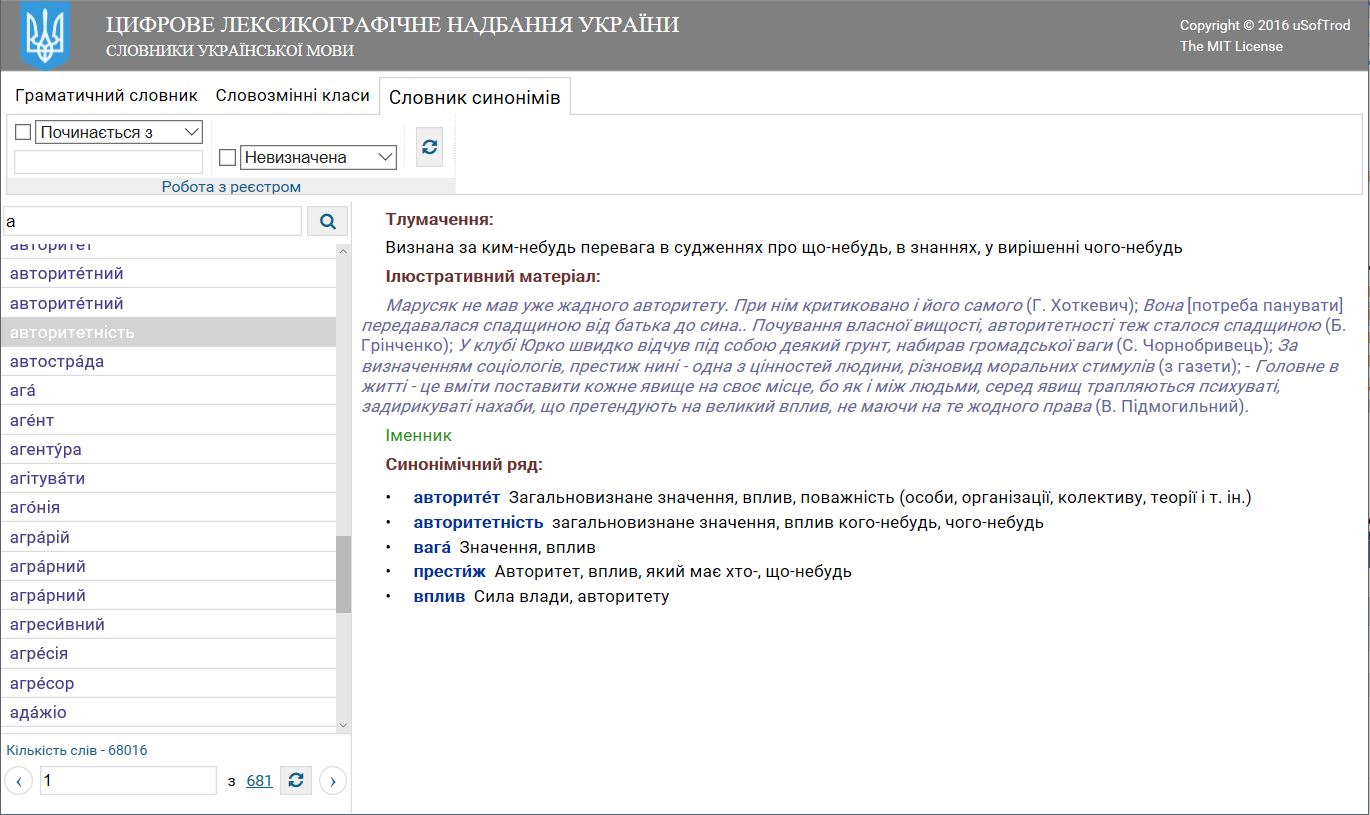 ЦИФРОВЕ ЛЕКСИКОГРАФІЧНЕ НАДБАННЯ УКРАЇНИ
СЛОВНИКИ УКРАЇНСЬКОЇ МОВИ
Copyright © 2016 uSofTrod
The MIT License
Граматичний словник
Словозмінні класи
Словник синонімів
Починається з
Невизначена
Робота з реєстром
а
авторитет
авторите́тний
авторите́тний
авторитетність
автостра́да
ага́
аге́нт
агенту́ра
агітува́ти
аго́нія
агра́рій
агра́рний
агра́рний
агреси́вний
агре́сія
агре́сор
ада́жіо
Кількість слів - 68016
1 з 681
Тлумачення:
Визнана за ким-небудь перевага в судженнях про що-небудь, в знаннях, у вирішенні чого-небудь
Ілюстративний матеріал:
Марусяк не мав уже жадного авторитету. При нім критиковано і його самого (Г. Хоткевич); Вона [потреба панувати]
передавалася спадщиною від батька до сина.. Почування власної вищості, авторитетності теж сталося спадщиною (Б.
Грінченко); У клубі Юрко швидко відчув під собою деякий грунт, набирав громадської ваги (С. Чорнобривець); За
визначенням соціологів, престиж нині - одна з цінностей людини, різновид моральних стимулів (з газети); - Головне в
житті - це вміти поставити кожне явище на своє місце, бо як і між людьми, серед явищ трапляються психуваті,
задирикуваті нахаби, що претендують на великий вплив, не маючи на те жодного права (В. Підмогильний).
Іменник
Синонімічний ряд:
• авторите́т Загальновизнане значення, вплив, поважність (особи, організації, колективу, теорії і т. ін.)
• авторитетність загальновизнане значення, вплив кого-небудь, чого-небудь
• вага́ Значення, вплив
• прести́ж Авторитет, вплив, який має хто-, що-небудь
• вплив Сила влади, авторитету